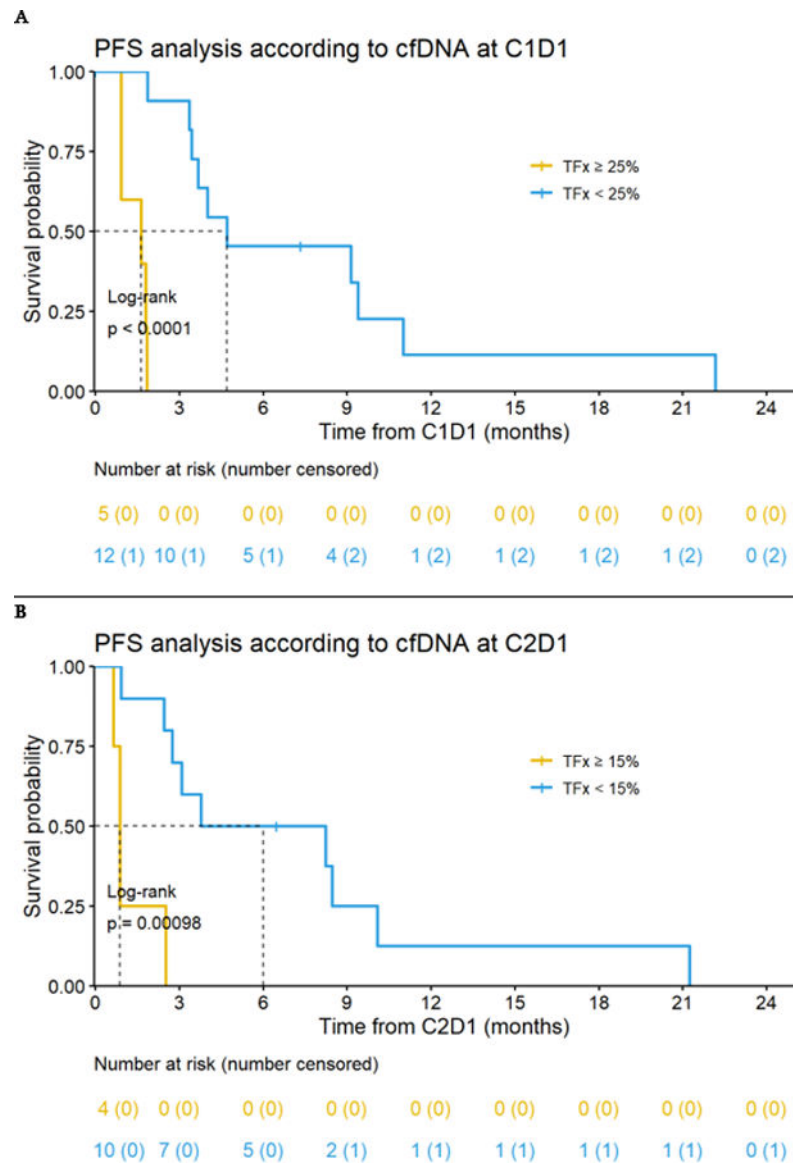 A
PFS analysis according to cfDNA at C1D1
1.00
0.75
0.50
0.25
0.00
Survival probability
TFx ≥ 25%
TFx < 25%
Log-rank
p < 0.0001
0 3 6 9 12 15 18 21 24
Time from C1D1 (months)
Number at risk (number censored)
5 (0) 0 (0) 0 (0) 0 (0) 0 (0) 0 (0) 0 (0) 0 (0) 0 (0)
12 (1) 10 (1) 5 (1) 4 (2) 1 (2) 1 (2) 1 (2) 1 (2) 0 (2)
B
PFS analysis according to cfDNA at C2D1
1.00
0.75
0.50
0.25
0.00
Survival probability
TFx ≥ 15%
TFx < 15%
Log-rank
p = 0.00098
0 3 6 9 12 15 18 21 24
Time from C2D1 (months)
Number at risk (number censored)
4 (0) 0 (0) 0 (0) 0 (0) 0 (0) 0 (0) 0 (0) 0 (0) 0 (0)
10 (0) 7 (0) 5 (0) 2 (1) 1 (1) 1 (1) 1 (1) 1 (1) 0 (1)